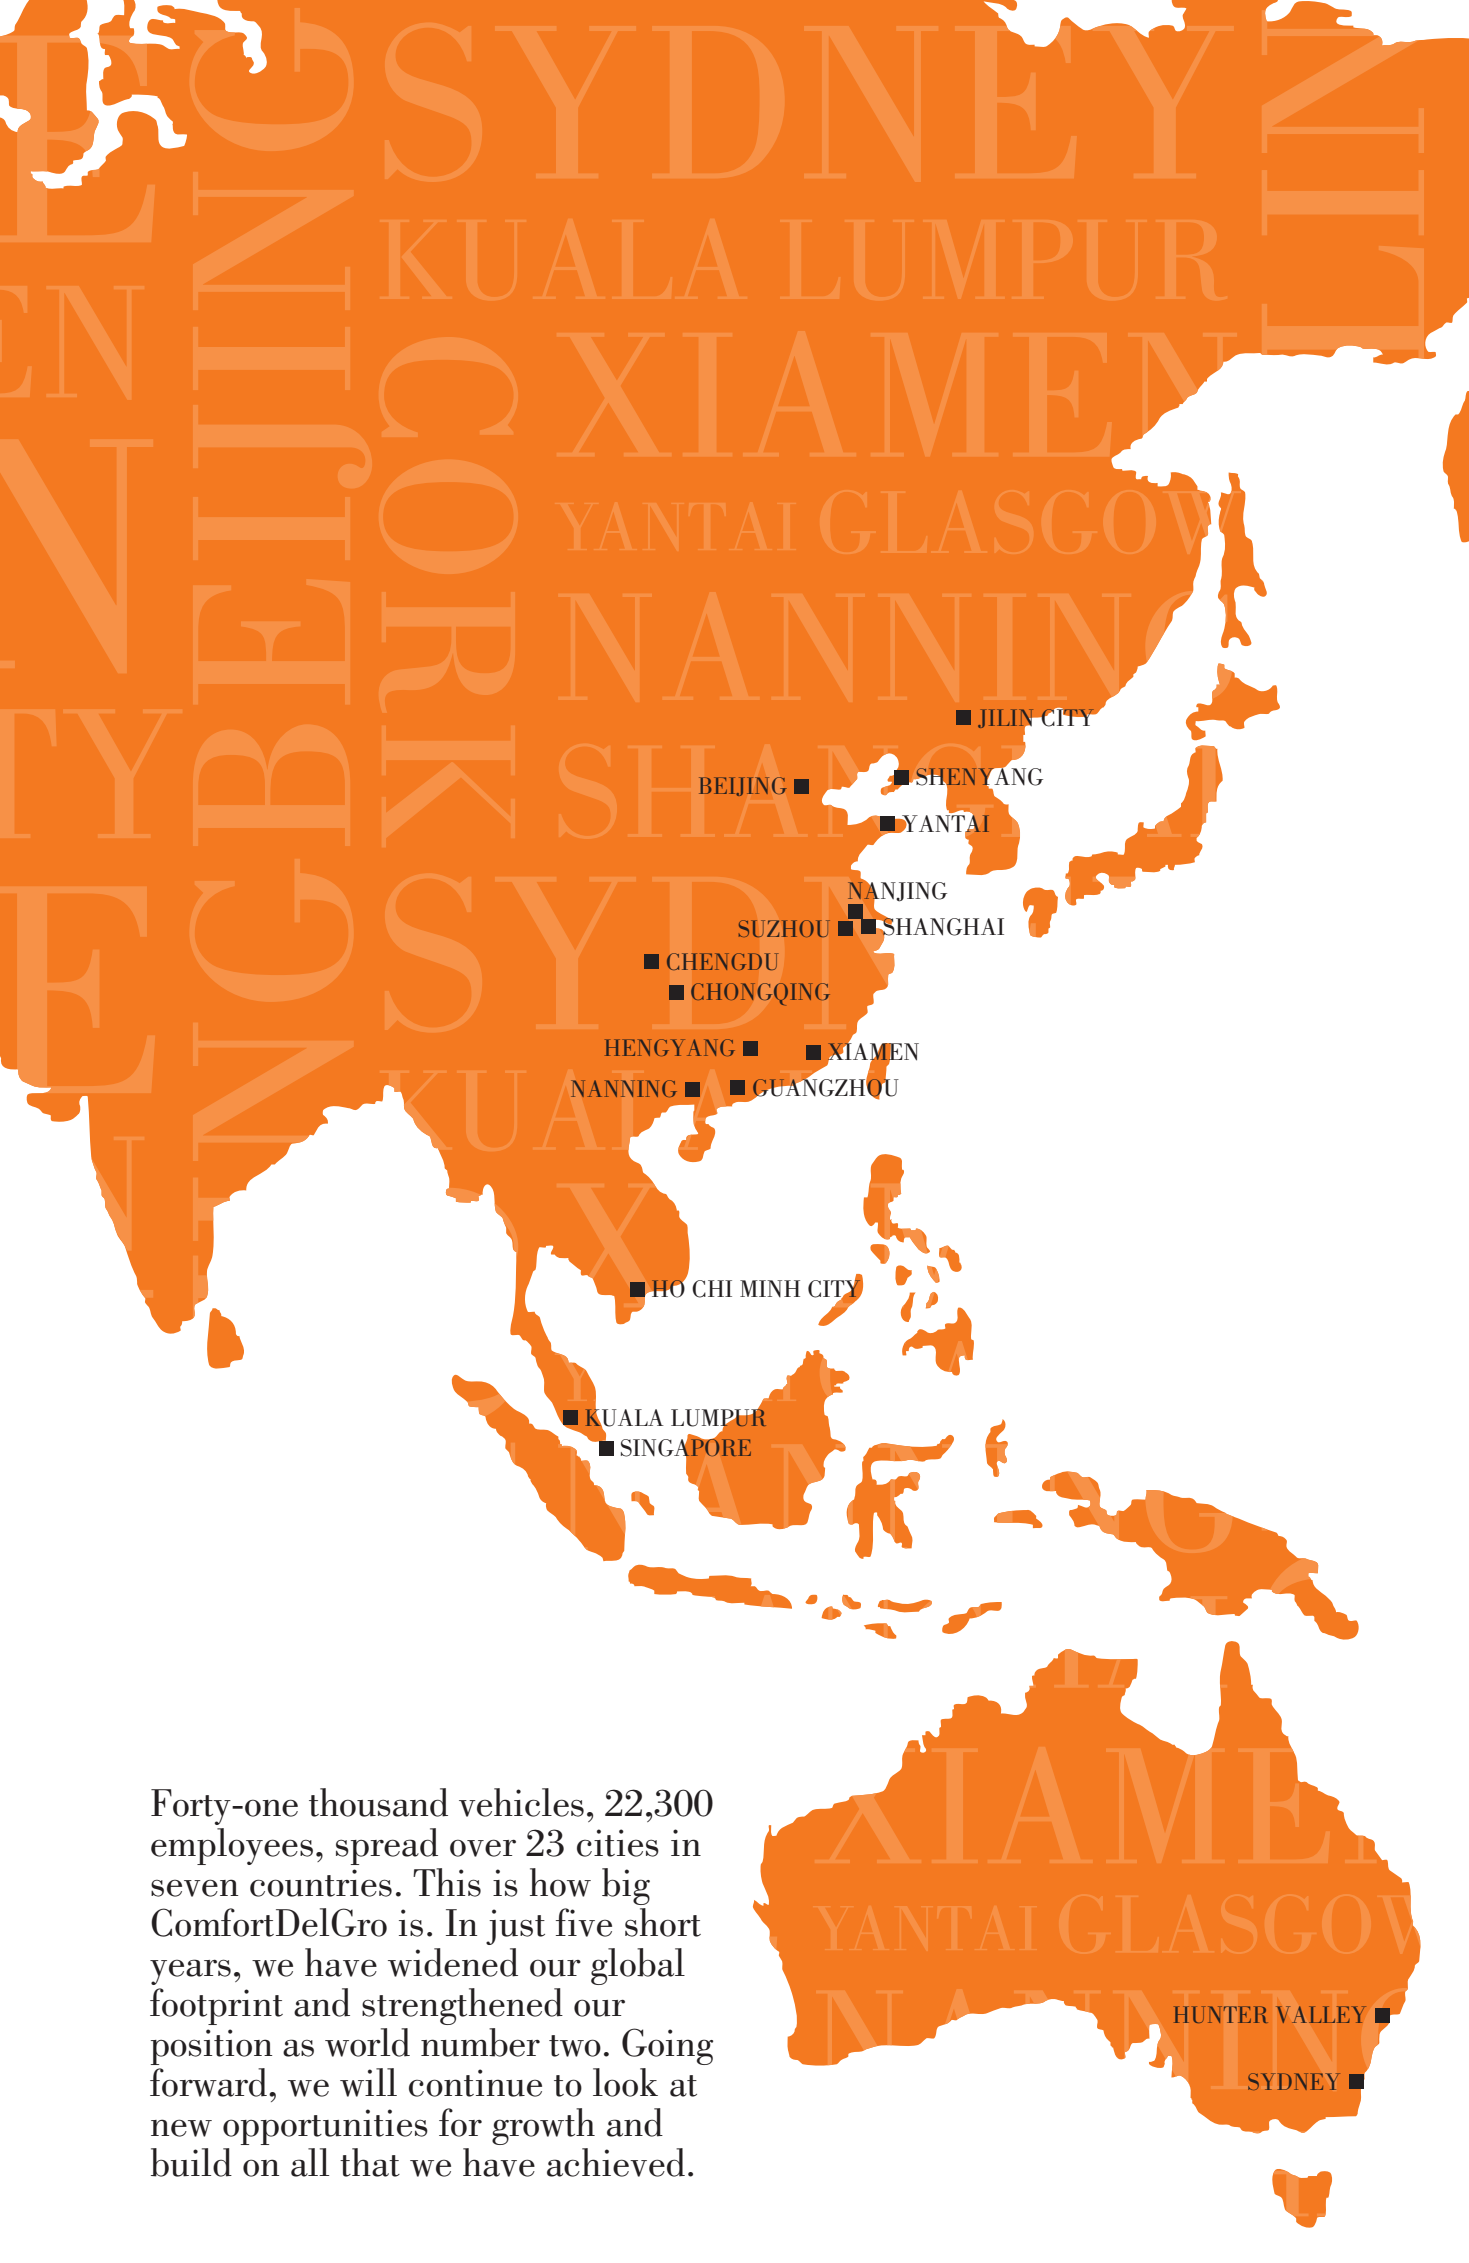 SYDNEY
BEIJING
KUALA LUMPUR
CORK
XIAMEN
YANTAI GLASGOW
NANNING
JILIN CITY
SHANGHAI
SHENYANG
BEIJING
YANTAI
SYDN
NANJING
SUZHOU
SHANGHAI
CHENGDU
CHONGQING
HENGYANG
XIAMEN
KUALA
NANNING
GUANGZHOU
HO CHI MINH CITY
KUALA LUMPUR
SINGAPORE
NANNING
XIAMEN
YANTAI GLASGOW
NANNING
HUNTER VALLEY
SYDNEY
Forty-one thousand vehicles, 22,300
employees, spread over 23 cities in
seven countries. This is how big
ComfortDelGro is. In just five short
years, we have widened our global
footprint and strengthened our
position as world number two. Going
forward, we will continue to look at
new opportunities for growth and
build on all that we have achieved.